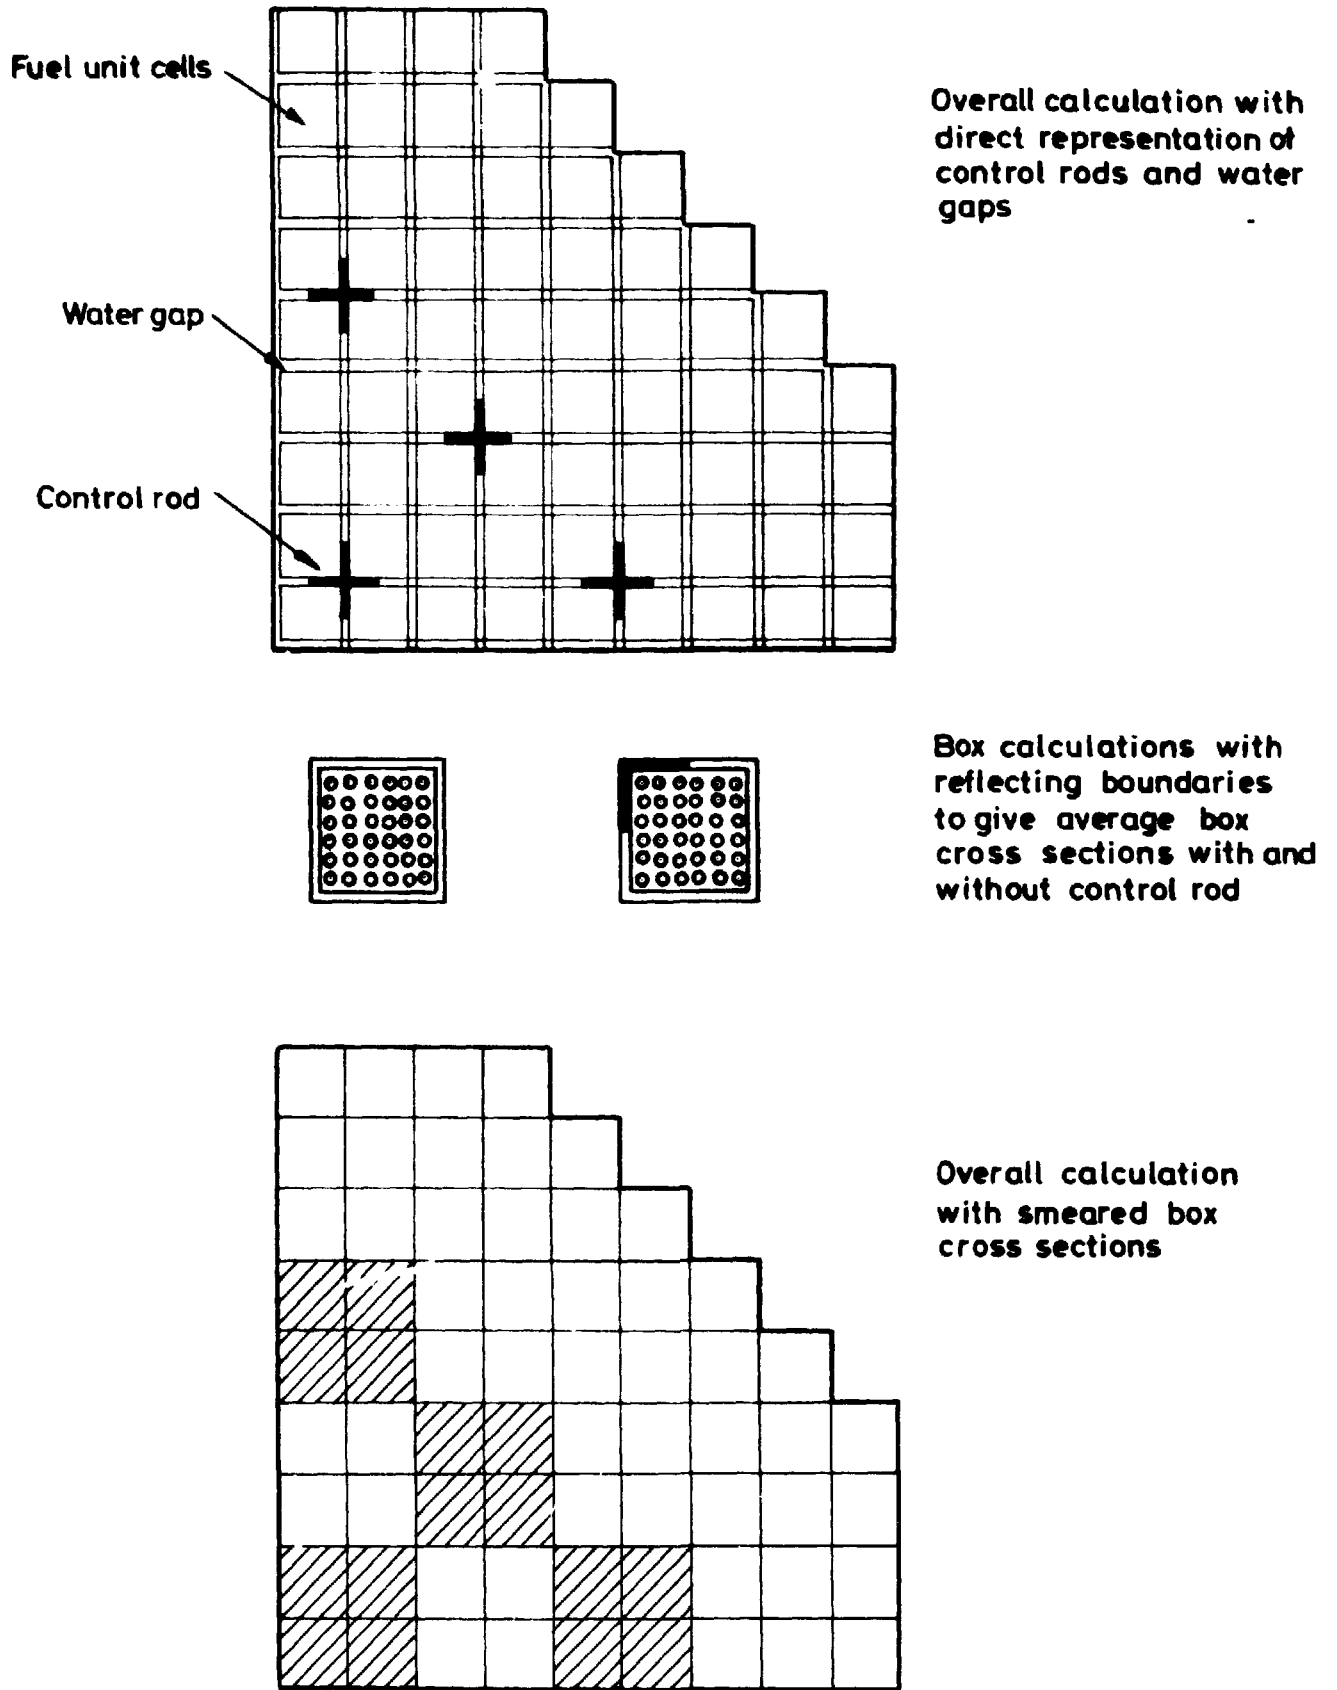 Fuel unit cells
Overall calculation with
direct representation of
control rods and water
gaps
Water gap
Control rod
Box calculations with
reflecting boundaries
to give average box
cross sections with and
without control rod
Overall calculation
with smeared box
cross sections